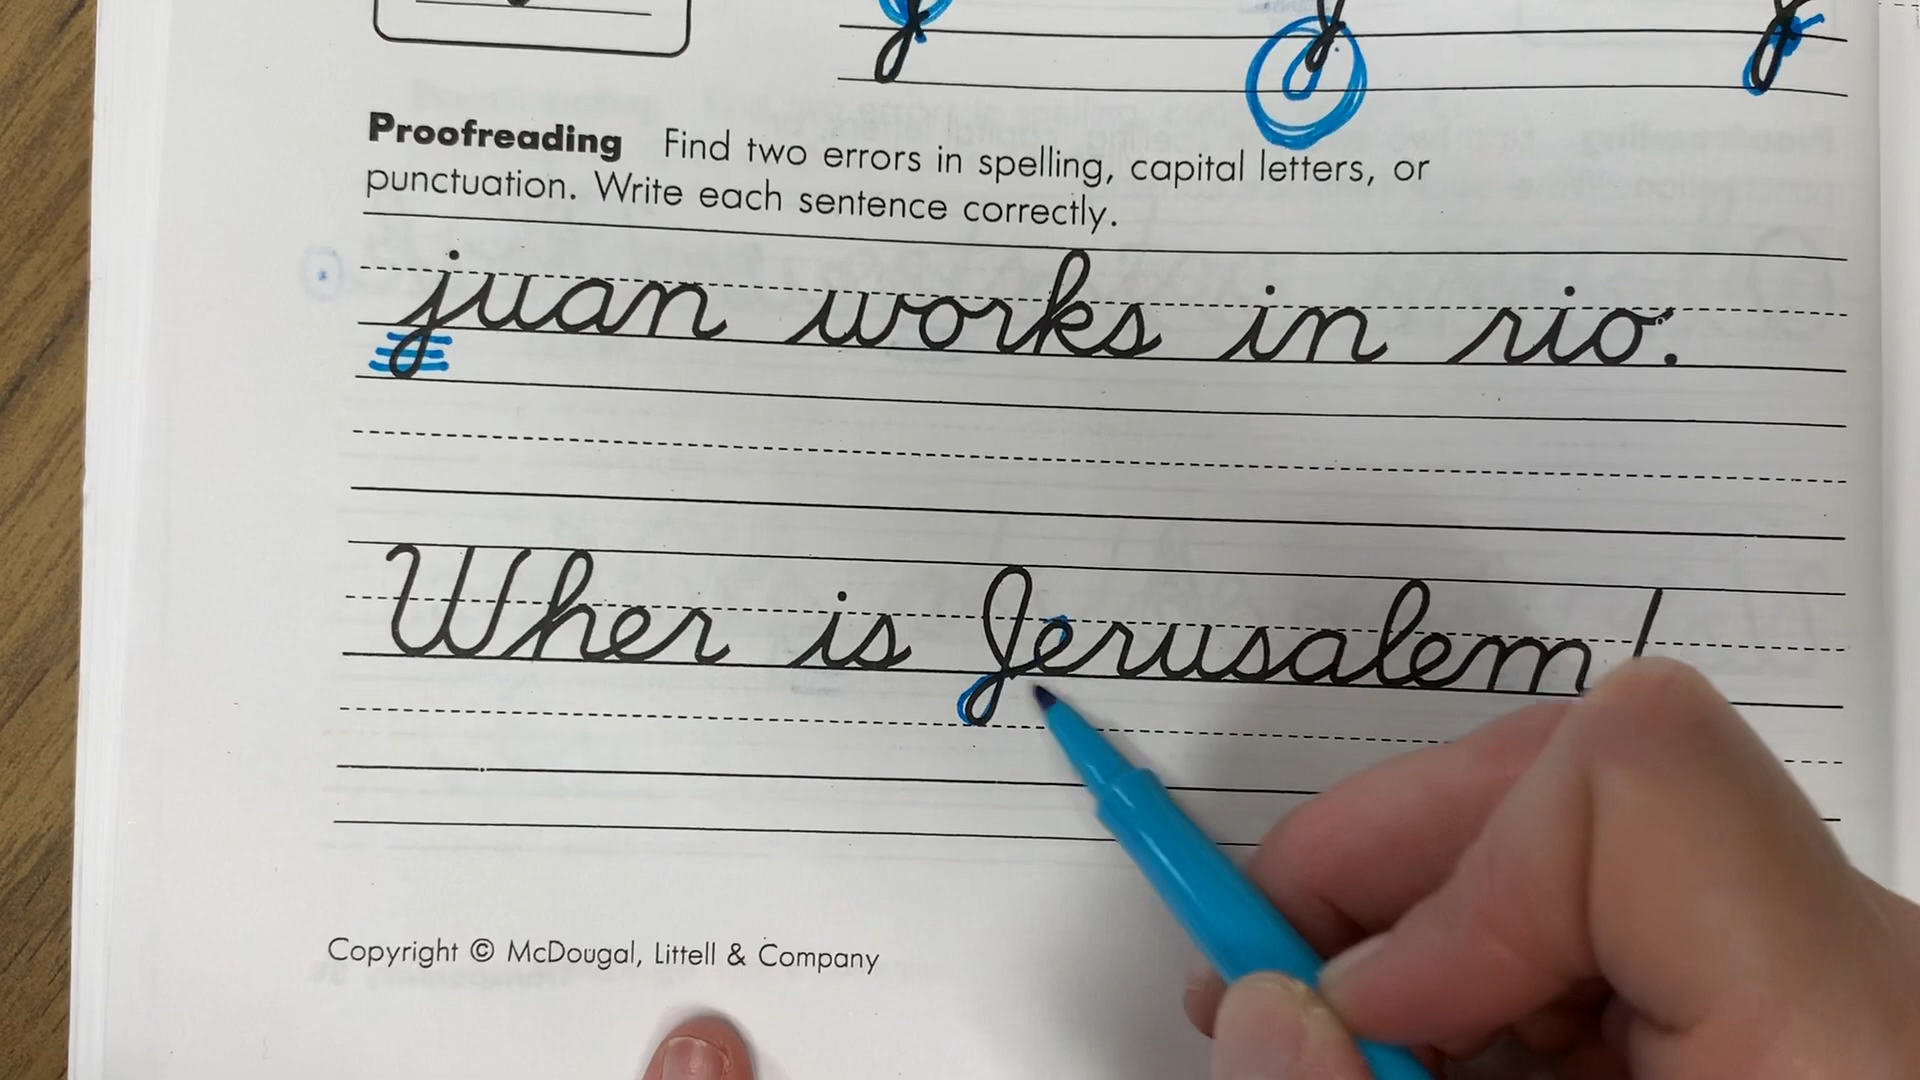 Proofreading Find two errors in spelling, capital letters, or
punctuation. Write each sentence correctly.
juan works in rio.
Wher is Jerusalem!
Copyright © McDougal, Littell & Company